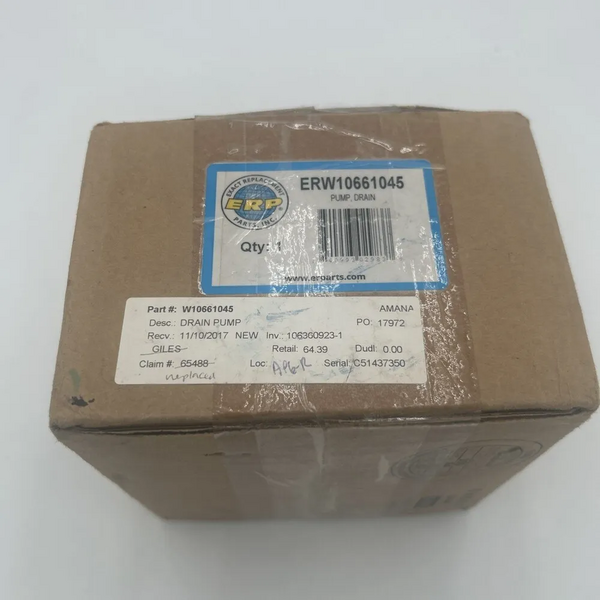 EXACT REPLACEMENT
ERP
PARTS, INC.
Qty: 1
ERW10661045
PUMP, DRAIN
www.erparts.com
Part #: W10661045 AMANA
Desc.: DRAIN PUMP PO: 17972
Recv.: 11/10/2017 NEW Inv.: 106360923-1
GILES Retail: 64.39 Dudl: 0.00
Claim #: 65488 Loc: Serial: C51437350
replaced